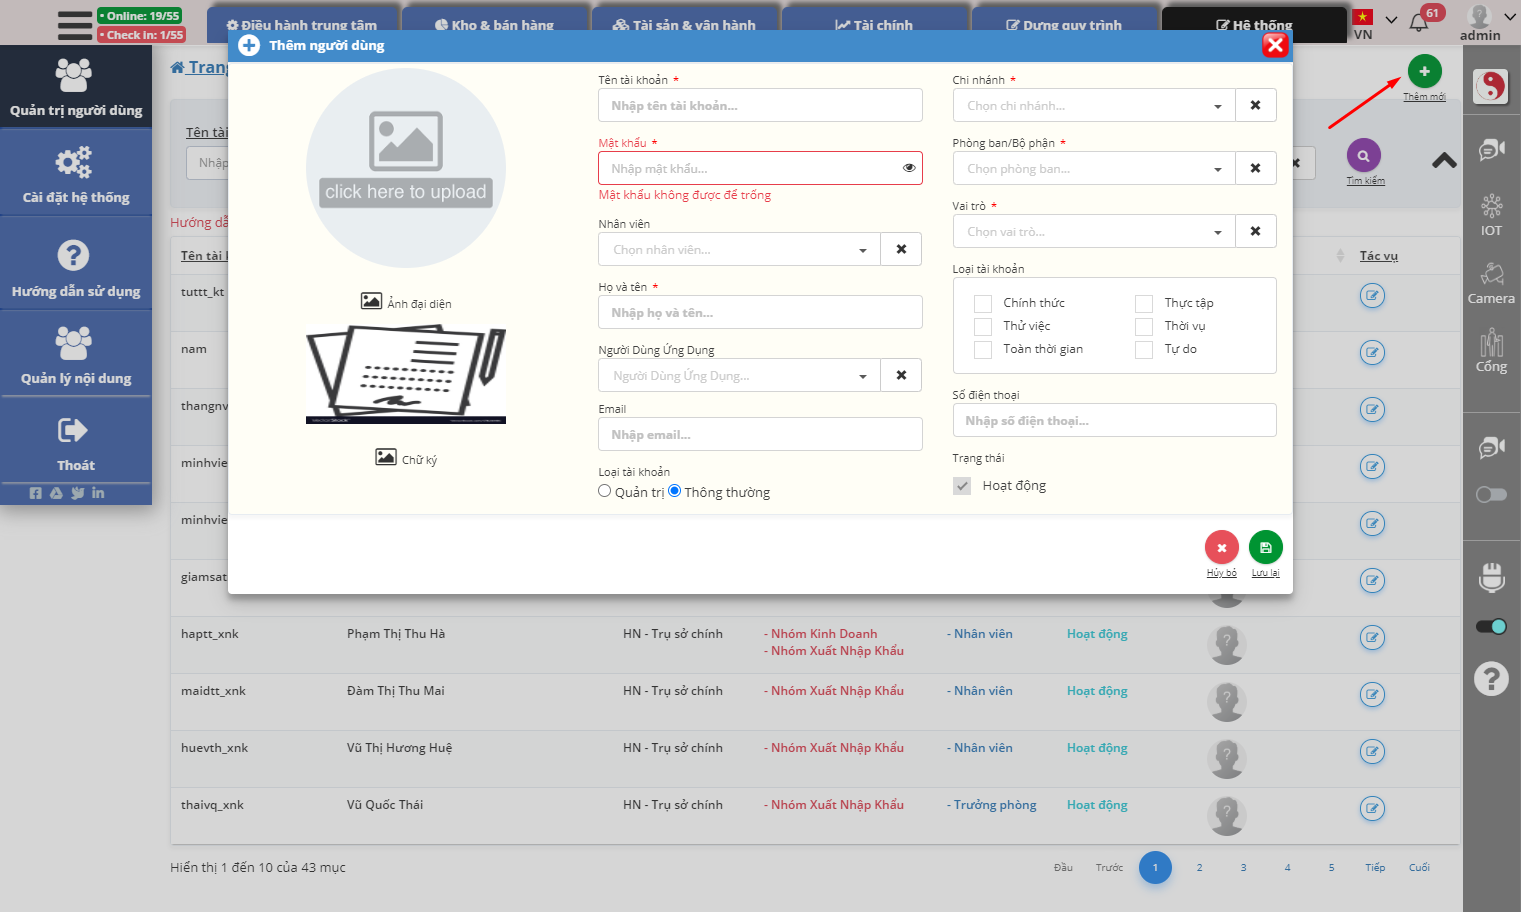 Online: 19/55
Check in: 1/55
Điều hành trung tâm
Kho & bán hàng
Tài sản & vận hành
Tài chính
Dựng quy trình
Hệ thống
VN
61
admin
Quản trị người dùng
Cài đặt hệ thống
Hướng dẫn sử dụng
Quản lý nội dung
Thoát
Trang
Thêm mới
Tên tài
Nhập
Tìm kiếm
Hướng dẫ
Thêm người dùng
click here to upload
Ảnh đại diện
Chữ ký
Tên tài khoản *
Nhập tên tài khoản...
Mật khẩu *
Nhập mật khẩu...
Mật khẩu không được để trống
Nhân viên
Chọn nhân viên...
Họ và tên *
Nhập họ và tên...
Người Dùng Ứng Dụng
Người Dùng Ứng Dụng...
Email
Nhập email...
Loại tài khoản
Quản trị Thông thường
Chi nhánh *
Chọn chi nhánh...
Phòng ban/Bộ phận *
Chọn phòng ban...
Vai trò *
Chọn vai trò...
Loại tài khoản
Chính thức Thực tập
Thử việc Thời vụ
Toàn thời gian Tự do
Số điện thoại
Nhập số điện thoại...
Trạng thái
Hoạt động
Hủy bỏ
Lưu lại
Tên tài k
Tác vụ
tuttt_kt
nam
thangnv
minhvie
minhvie
giamsat
haptt_xnk Phạm Thị Thu Hà HN - Trụ sở chính - Nhóm Kinh Doanh - Nhân viên Hoạt động
- Nhóm Xuất Nhập Khẩu
maidtt_xnk Đàm Thị Thu Mai HN - Trụ sở chính - Nhóm Xuất Nhập Khẩu - Nhân viên Hoạt động
huevth_xnk Vũ Thị Hương Huệ HN - Trụ sở chính - Nhóm Xuất Nhập Khẩu - Nhân viên Hoạt động
thaivq_xnk Vũ Quốc Thái HN - Trụ sở chính - Nhóm Xuất Nhập Khẩu - Trưởng phòng Hoạt động
Hiển thị 1 đến 10 của 43 mục
Đầu Trước 1 2 3 4 5 Tiếp Cuối
IOT
Camera
Cổng